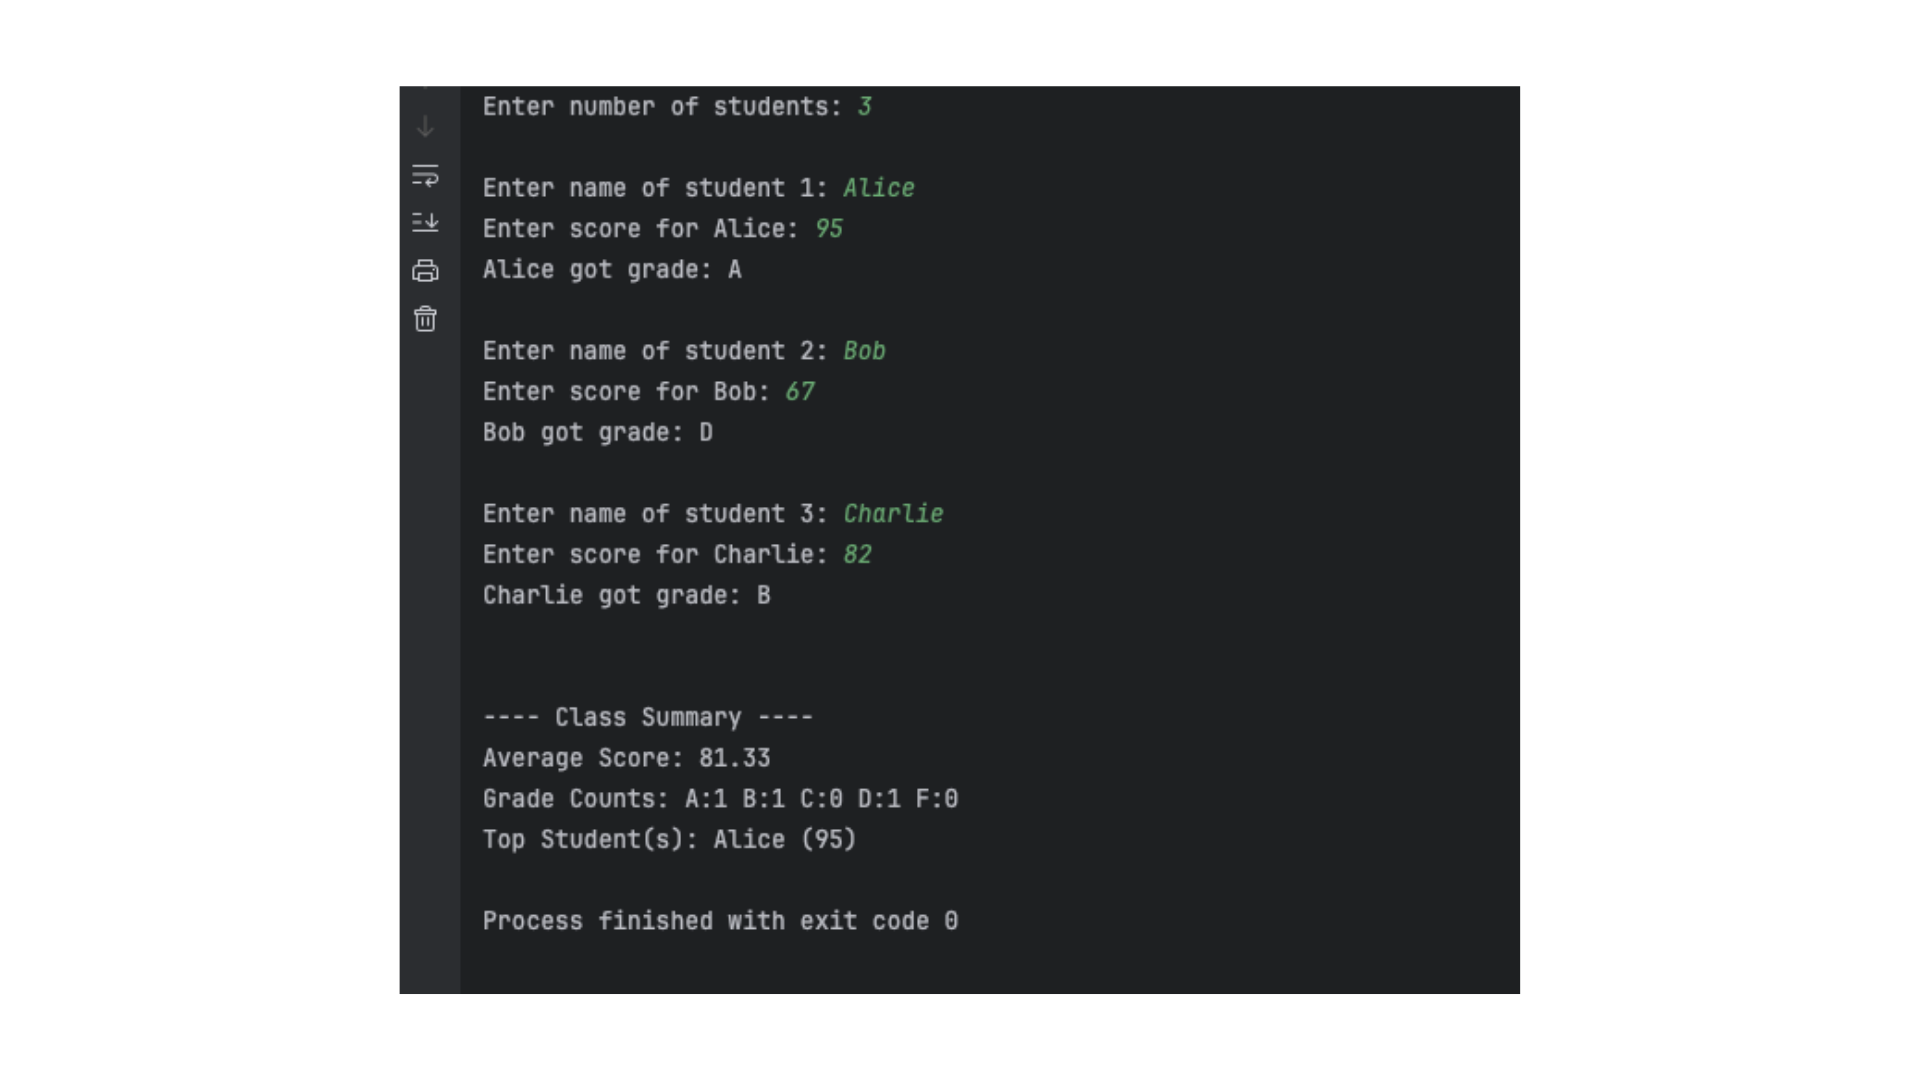 Enter number of students: 3
Enter name of student 1: Alice
Enter score for Alice: 95
Alice got grade: A
Enter name of student 2: Bob
Enter score for Bob: 67
Bob got grade: D
Enter name of student 3: Charlie
Enter score for Charlie: 82
Charlie got grade: B
---- Class Summary ----
Average Score: 81.33
Grade Counts: A:1 B:1 C:0 D:1 F:0
Top Student(s): Alice (95)
Process finished with exit code 0